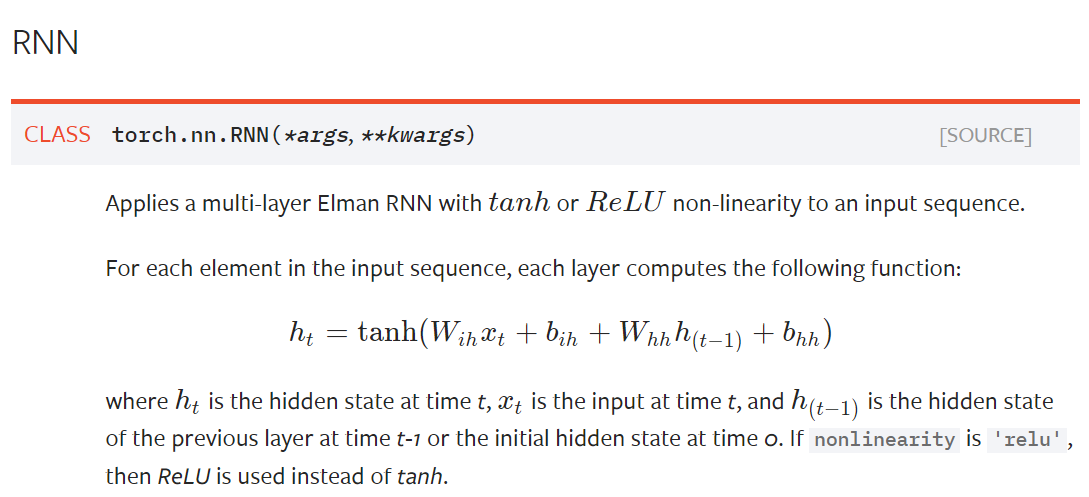 RNN
CLASS torch.nn.RNN(*args, **kwargs) [SOURCE]
Applies a multi-layer Elman RNN with tanh or ReLU non-linearity to an input sequence.
For each element in the input sequence, each layer computes the following function:
h_t = tanh(W_{ih}x_t + b_{ih} + W_{hh}h_{(t−1)} + b_{hh})
where h_t is the hidden state at time t, x_t is the input at time t, and h_{(t−1)} is the hidden state
of the previous layer at time t-1 or the initial hidden state at time 0. If nonlinearity is 'relu',
then ReLU is used instead of tanh.